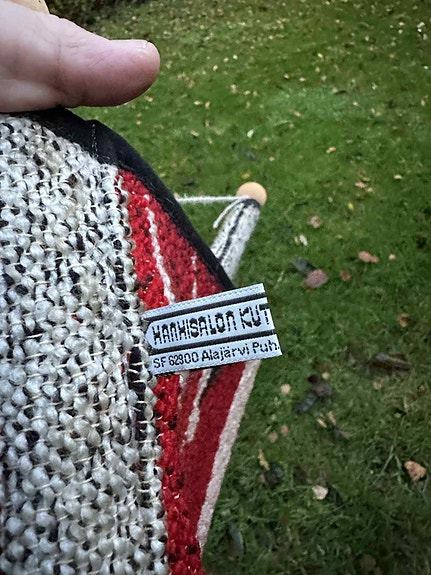 HANHISALON KUT
SF 62900 Alajärvi Puh.